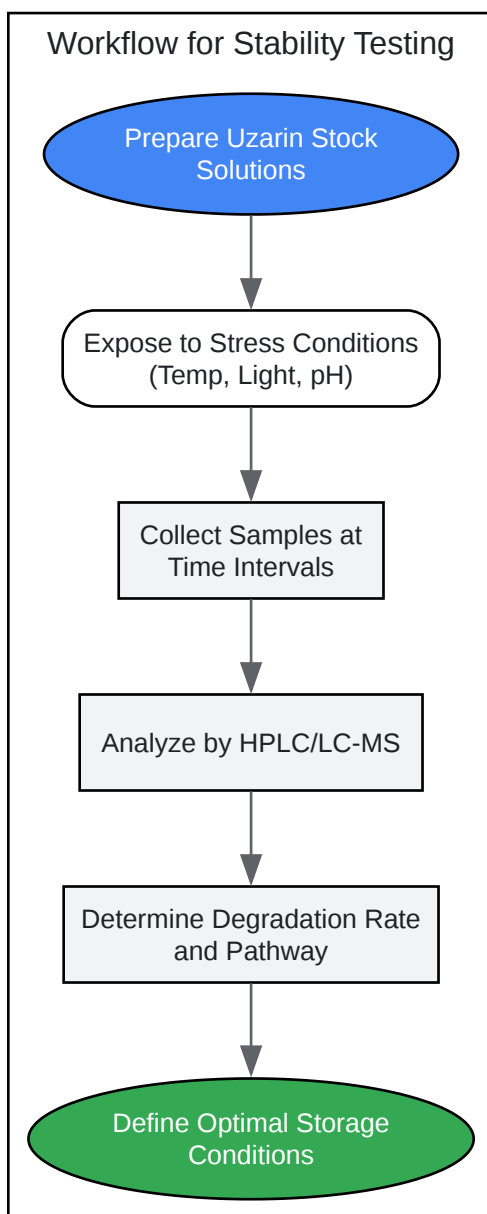 Workflow for Stability Testing
Prepare Uzarin Stock
Solutions
Expose to Stress Conditions
(Temp, Light, pH)
Collect Samples at
Time Intervals
Analyze by HPLC/LC-MS
Determine Degradation Rate
and Pathway
Define Optimal Storage
Conditions